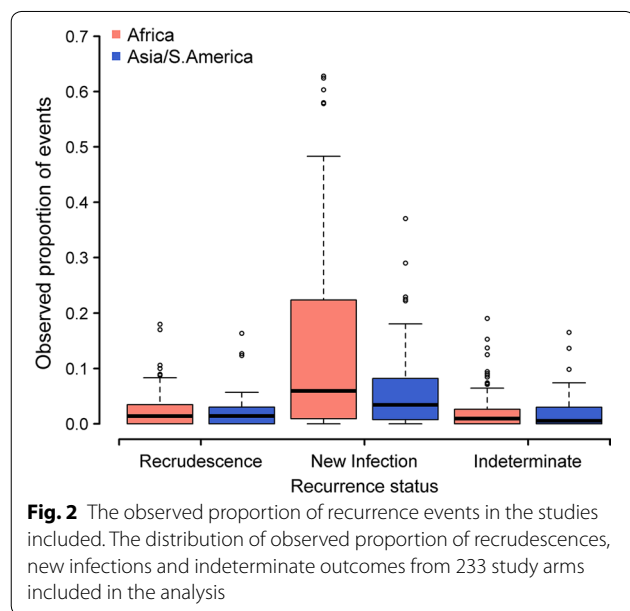 Africa
Asia/S.America
Observed proportion of events
0.7
0.6
0.5
0.4
0.3
0.2
0.1
0.0
Recrudescence New Infection Indeterminate
Recurrence status
Fig. 2 The observed proportion of recurrence events in the studies
included. The distribution of observed proportion of recrudescences,
new infections and indeterminate outcomes from 233 study arms
included in the analysis